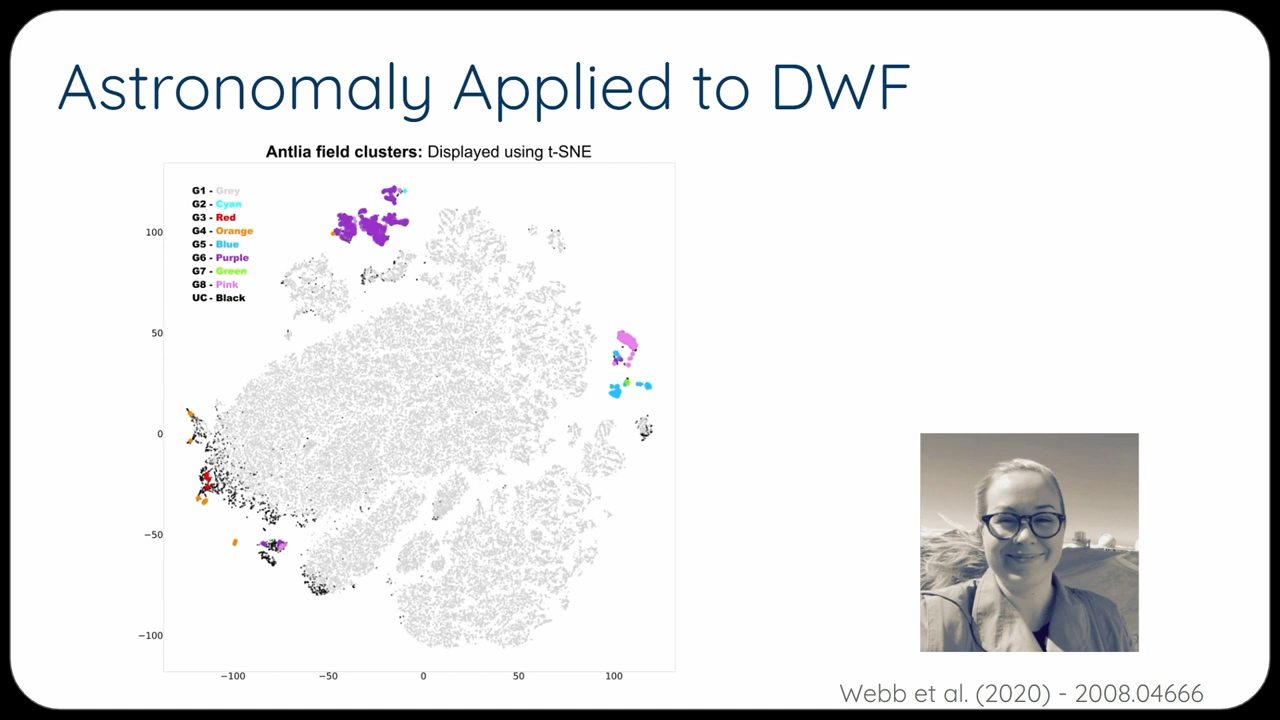 Astronomaly Applied to DWF
Antlia field clusters: Displayed using t-SNE
G1 - Grey
G2 - Cyan
G3 - Red
G4 - Orange
G5 - Blue
G6 - Purple
G7 - Green
G8 - Pink
UC - Black
100
50
0
−50
−100
−100 −50 0 50 100
Webb et al. (2020) - 2008.04666